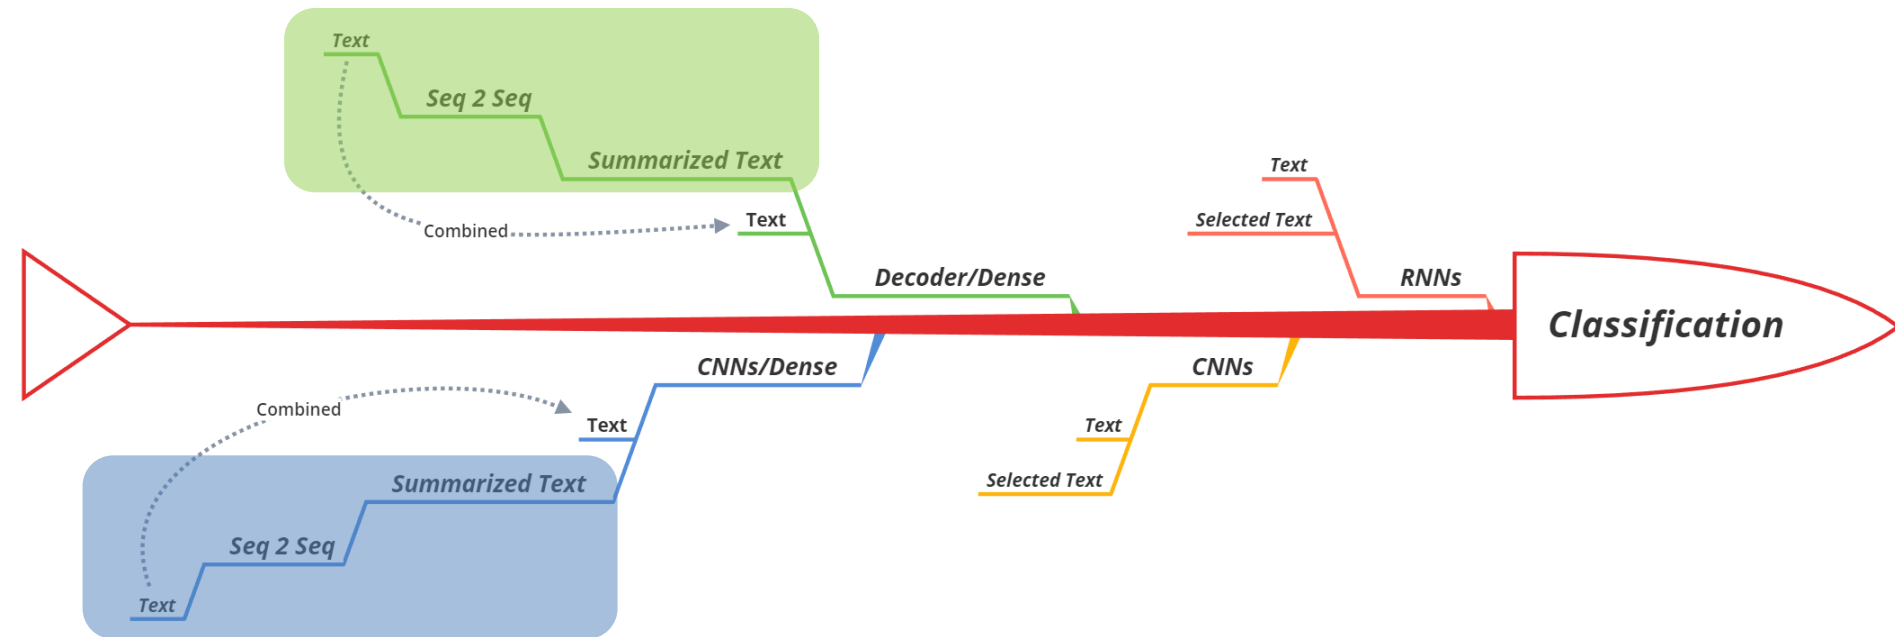 Text
Seq 2 Seq
Summarized Text
Text
Combined
Decoder/Dense
Text
Selected Text
RNNs
Classification
CNNs/Dense
Combined
Text
Summarized Text
Seq 2 Seq
Text
CNNs
Text
Selected Text